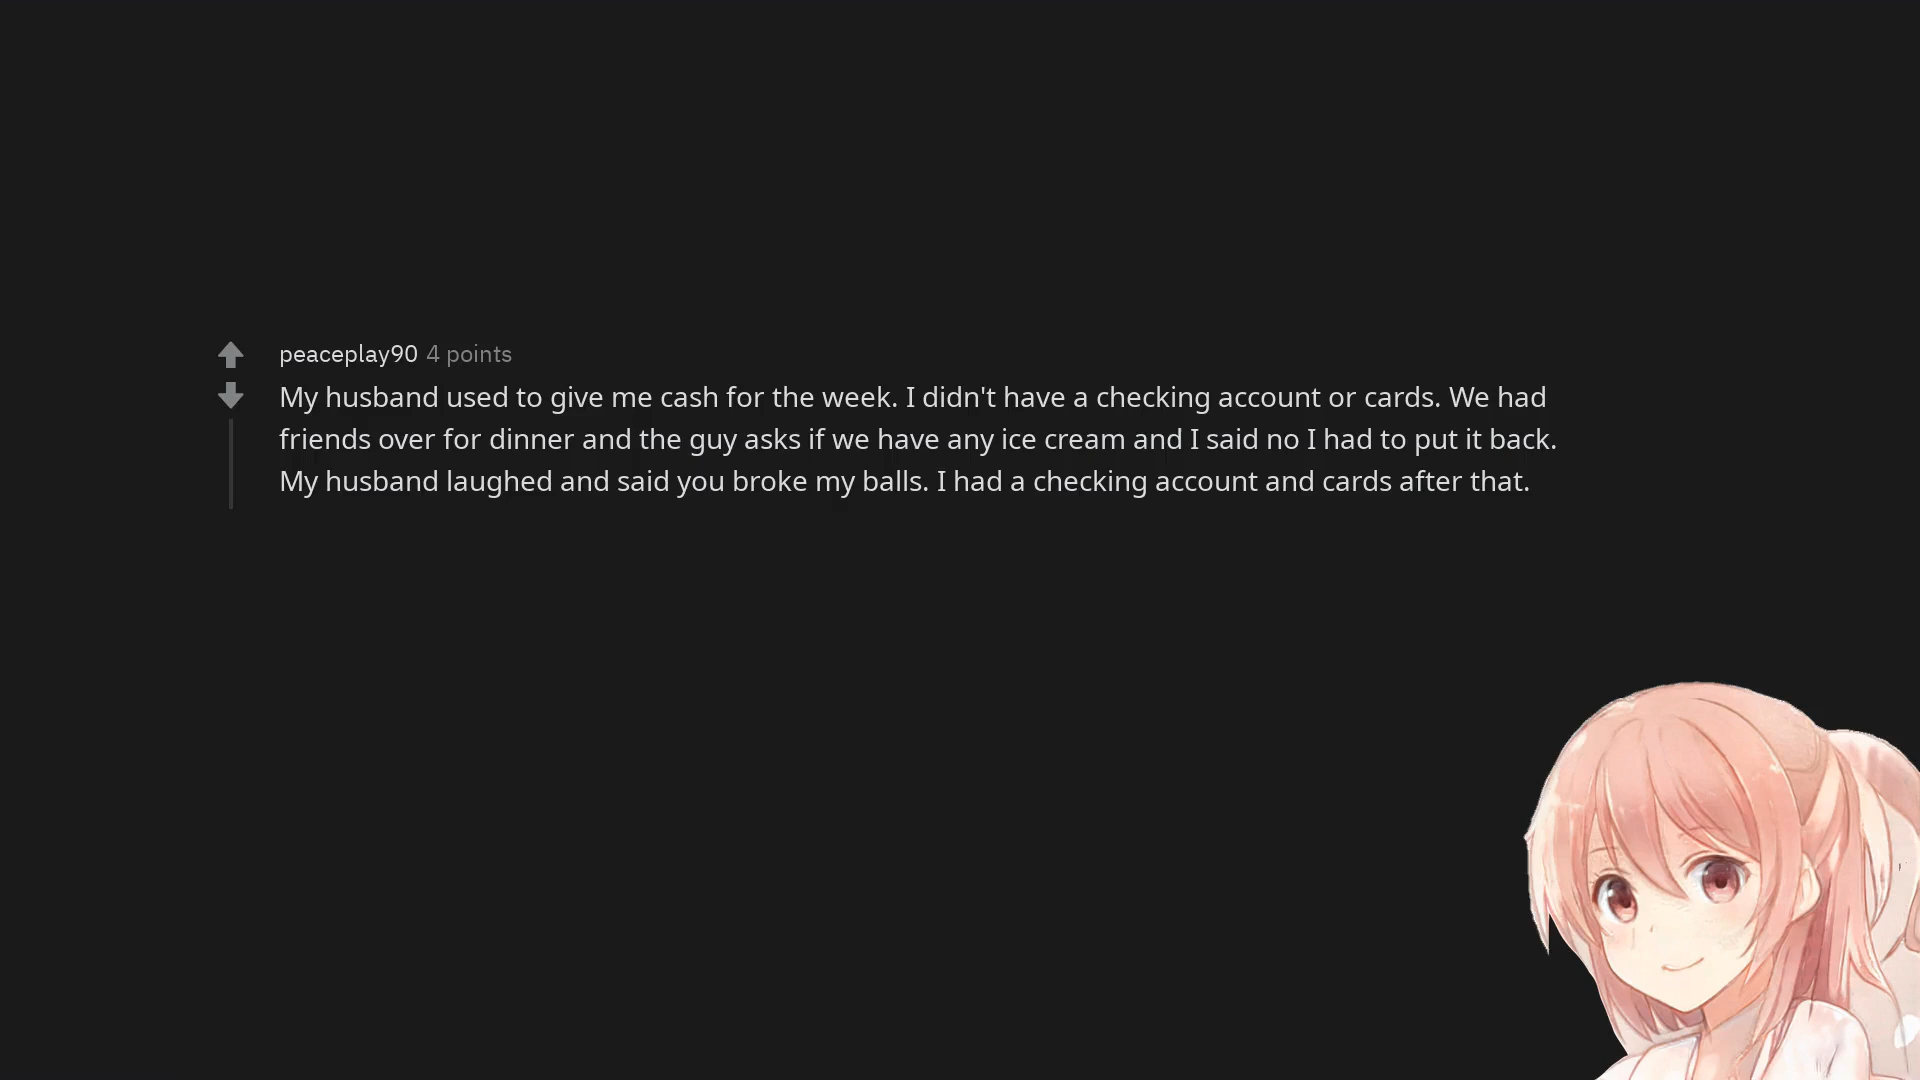 peaceplay90 4 points
My husband used to give me cash for the week. I didn't have a checking account or cards. We had
friends over for dinner and the guy asks if we have any ice cream and I said no I had to put it back.
My husband laughed and said you broke my balls. I had a checking account and cards after that.